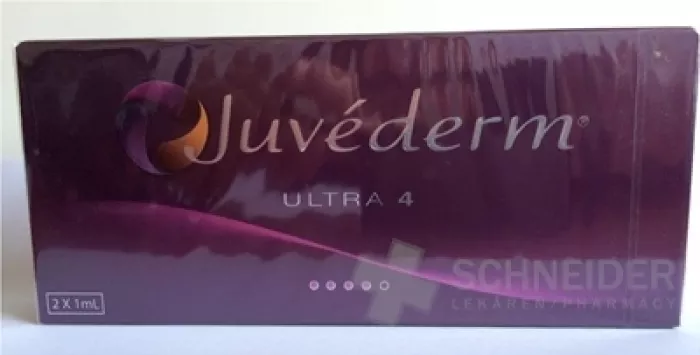 Juvéderm®
ULTRA 4
2 X 1mL
SCHNEIDER
LEKÁREŇ/PHARMACY